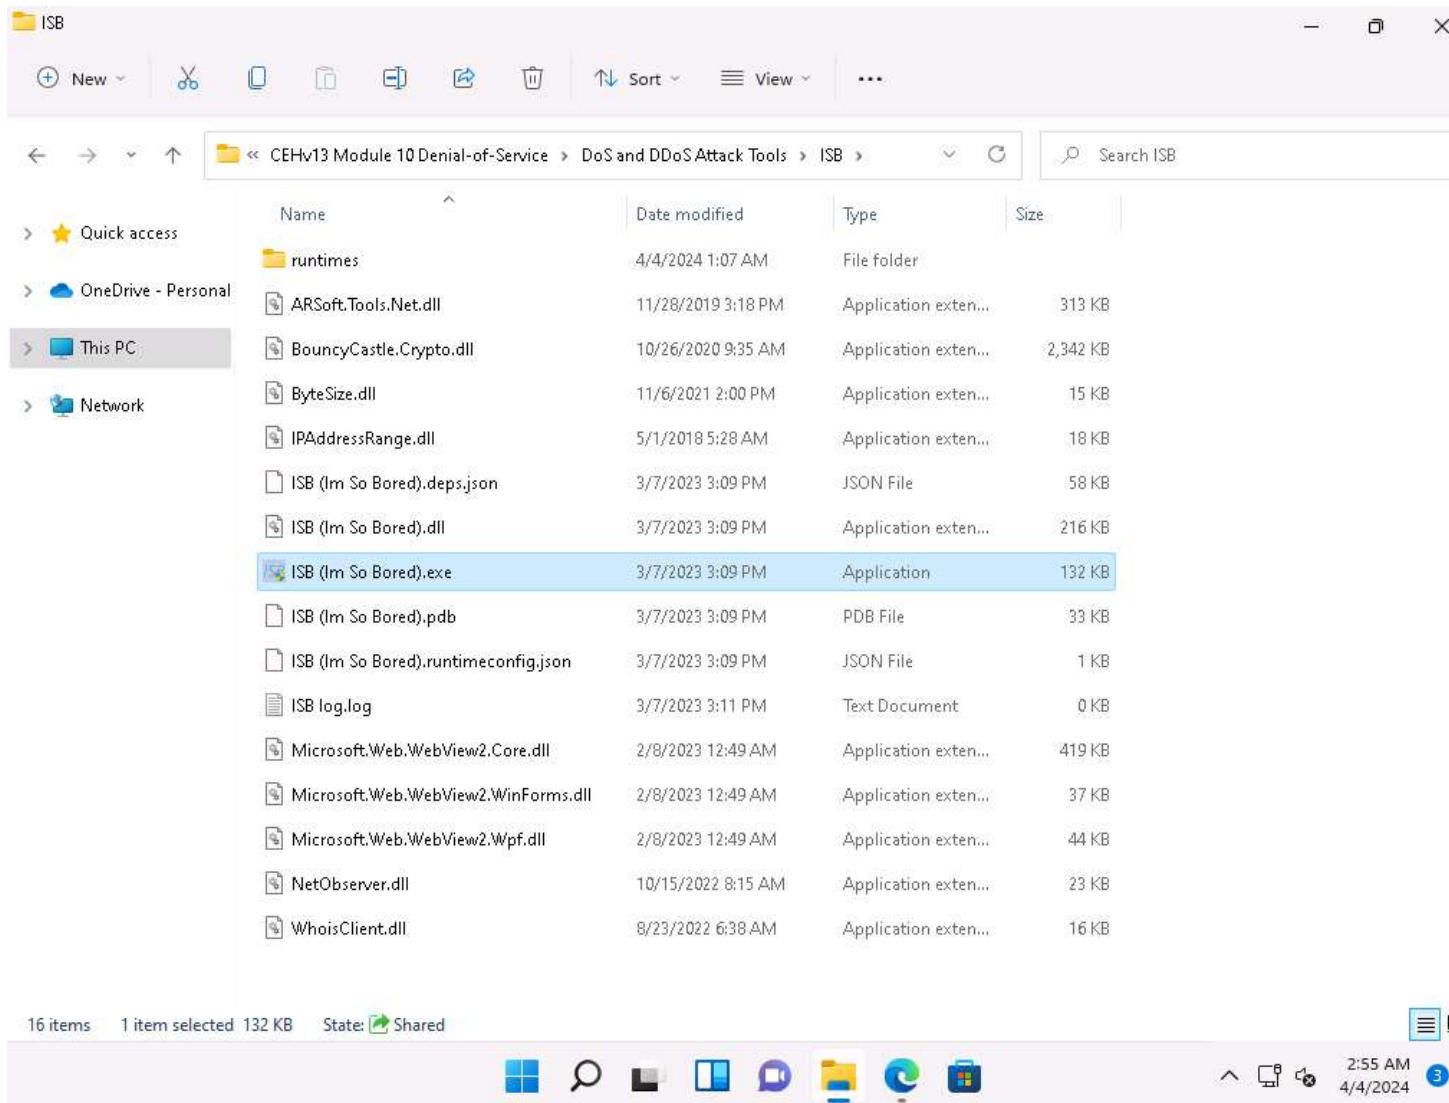 ISB
New
Sort
View
« CEHv13 Module 10 Denial-of-Service > DoS and DDoS Attack Tools > ISB >
Search ISB
Quick access
OneDrive - Personal
This PC
Network
Name Date modified Type Size
runtimes 4/4/2024 1:07 AM File folder
ARSoft.Tools.Net.dll 11/28/2019 3:18 PM Application exten... 313 KB
BouncyCastle.Crypto.dll 10/26/2020 9:35 AM Application exten... 2,342 KB
ByteSize.dll 11/6/2021 2:00 PM Application exten... 15 KB
IPAddressRange.dll 5/1/2018 5:28 AM Application exten... 18 KB
ISB (Im So Bored).deps.json 3/7/2023 3:09 PM JSON File 58 KB
ISB (Im So Bored).dll 3/7/2023 3:09 PM Application exten... 216 KB
ISB (Im So Bored).exe 3/7/2023 3:09 PM Application 132 KB
ISB (Im So Bored).pdb 3/7/2023 3:09 PM PDB File 33 KB
ISB (Im So Bored).runtimeconfig.json 3/7/2023 3:09 PM JSON File 1 KB
ISB log.log 3/7/2023 3:11 PM Text Document 0 KB
Microsoft.Web.WebView2.Core.dll 2/8/2023 12:49 AM Application exten... 419 KB
Microsoft.Web.WebView2.WinForms.dll 2/8/2023 12:49 AM Application exten... 37 KB
Microsoft.Web.WebView2.Wpf.dll 2/8/2023 12:49 AM Application exten... 44 KB
NetObserver.dll 10/15/2022 8:15 AM Application exten... 23 KB
WhoisClient.dll 8/23/2022 6:38 AM Application exten... 16 KB
16 items 1 item selected 132 KB State: Shared
2:55 AM
4/4/2024
3